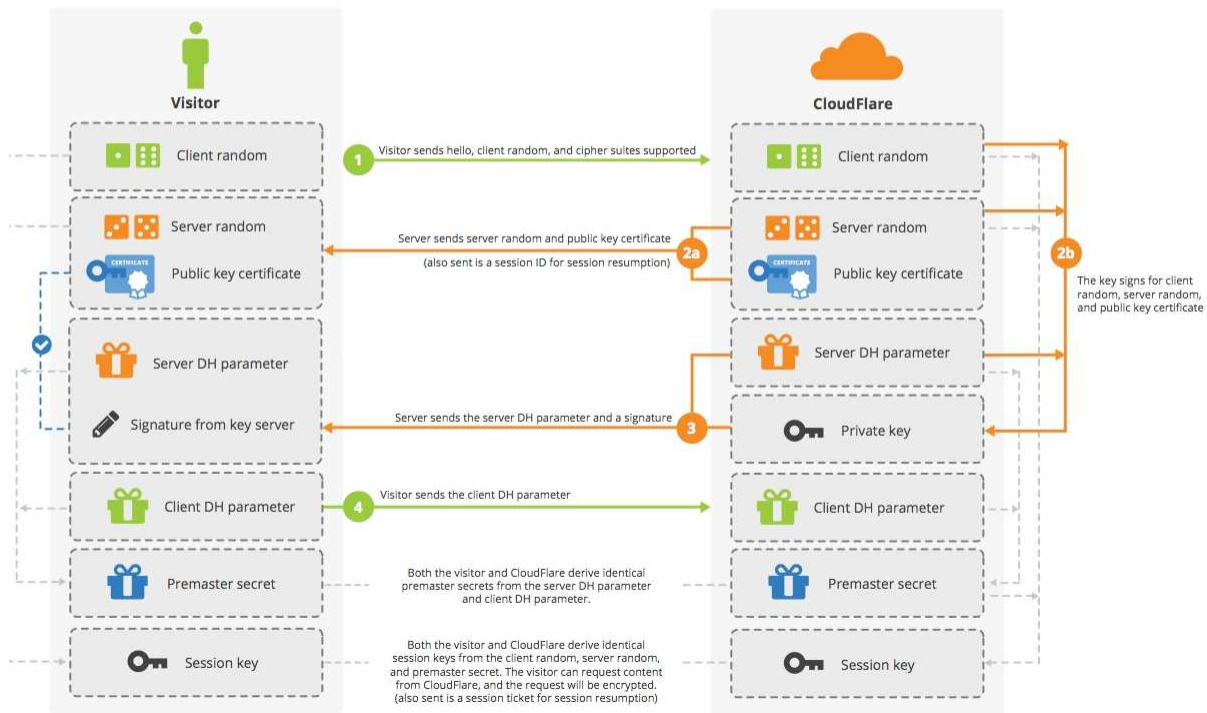 Visitor
CloudFlare
Client random
1
Visitor sends hello, client random, and cipher suites supported
Client random
Server random
Server sends server random and public key certificate
2a
(also sent is a session ID for session resumption)
Server random
2b
CERTIFICATE
Public key certificate
CERTIFICATE
Public key certificate
The key signs for client
random, server random,
and public key certificate
Server DH parameter
Server DH parameter
Signature from key server
Server sends the server DH parameter and a signature
3
Private key
Client DH parameter
4
Visitor sends the client DH parameter
Client DH parameter
Premaster secret
Both the visitor and CloudFlare derive identical
premaster secrets from the server DH parameter
and client DH parameter.
Premaster secret
Session key
Both the visitor and CloudFlare derive identical
session keys from the client random, server random,
and premaster secret. The visitor can request content
from CloudFlare, and the request will be encrypted.
(also sent is a session ticket for session resumption)
Session key